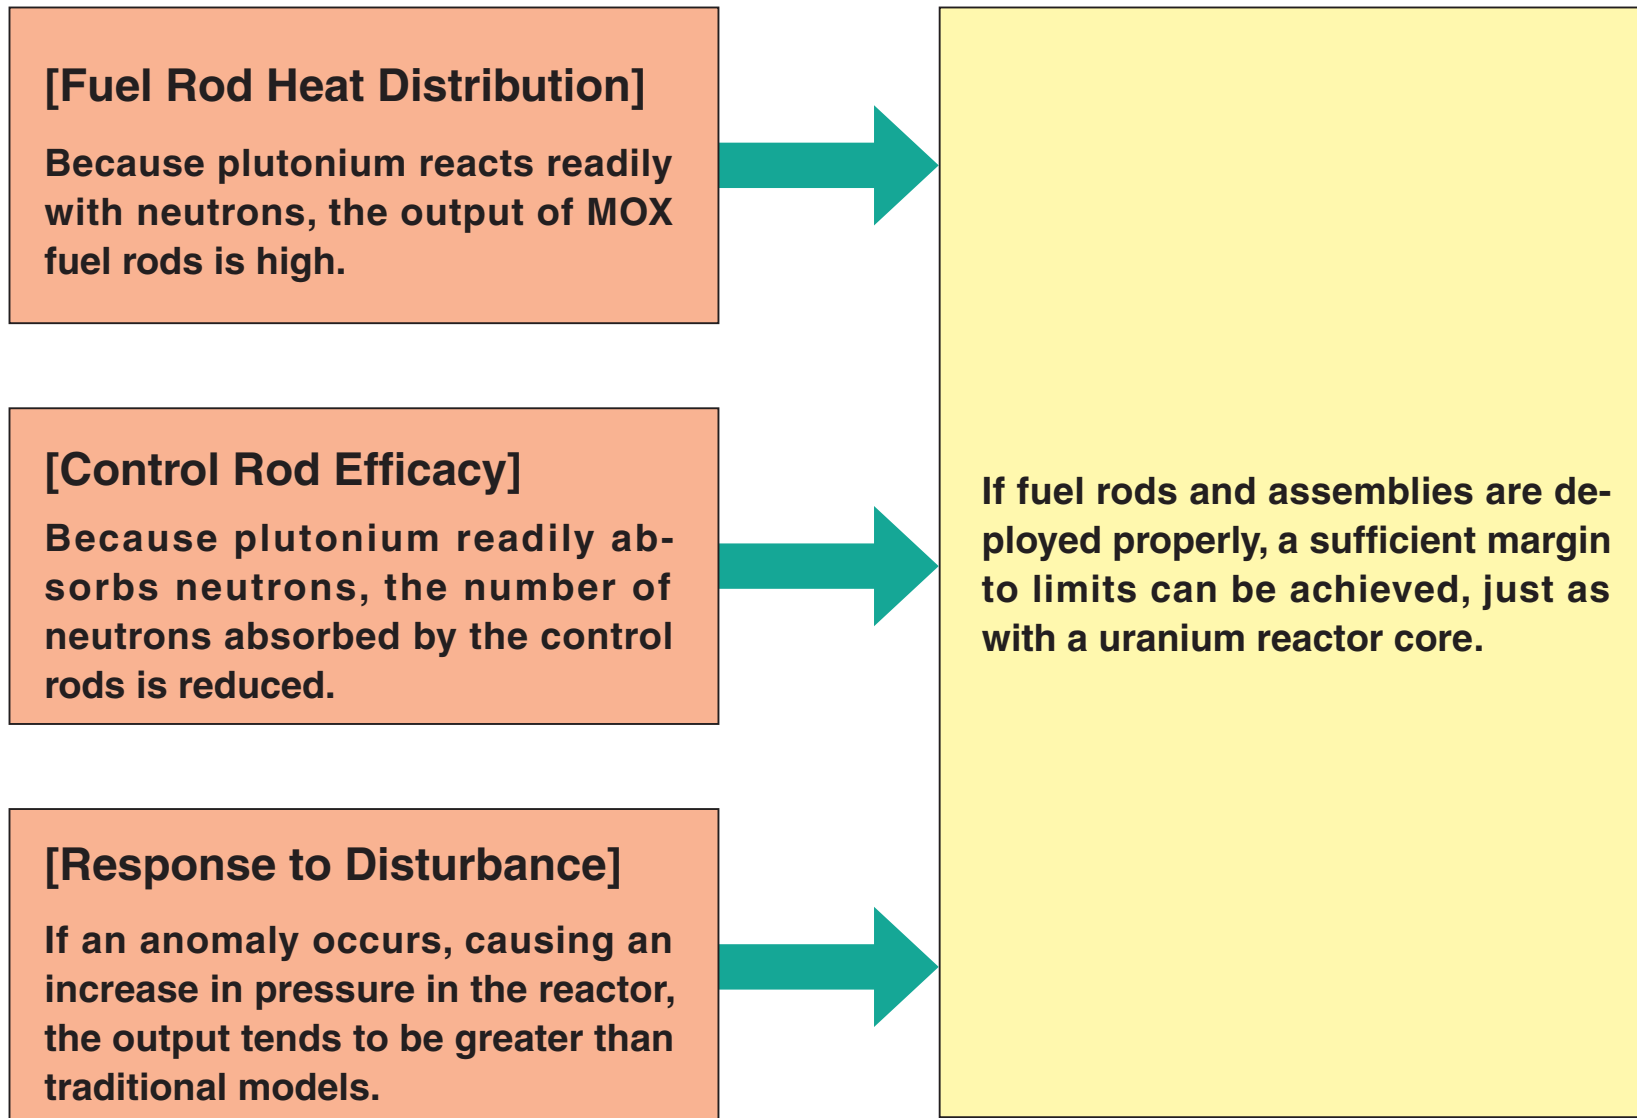 [Fuel Rod Heat Distribution]
Because plutonium reacts readily
with neutrons, the output of MOX
fuel rods is high.
[Control Rod Efficacy]
Because plutonium readily ab-
sorbs neutrons, the number of
neutrons absorbed by the control
rods is reduced.
[Response to Disturbance]
If an anomaly occurs, causing an
increase in pressure in the reactor,
the output tends to be greater than
traditional models.
If fuel rods and assemblies are de-
ployed properly, a sufficient margin
to limits can be achieved, just as
with a uranium reactor core.